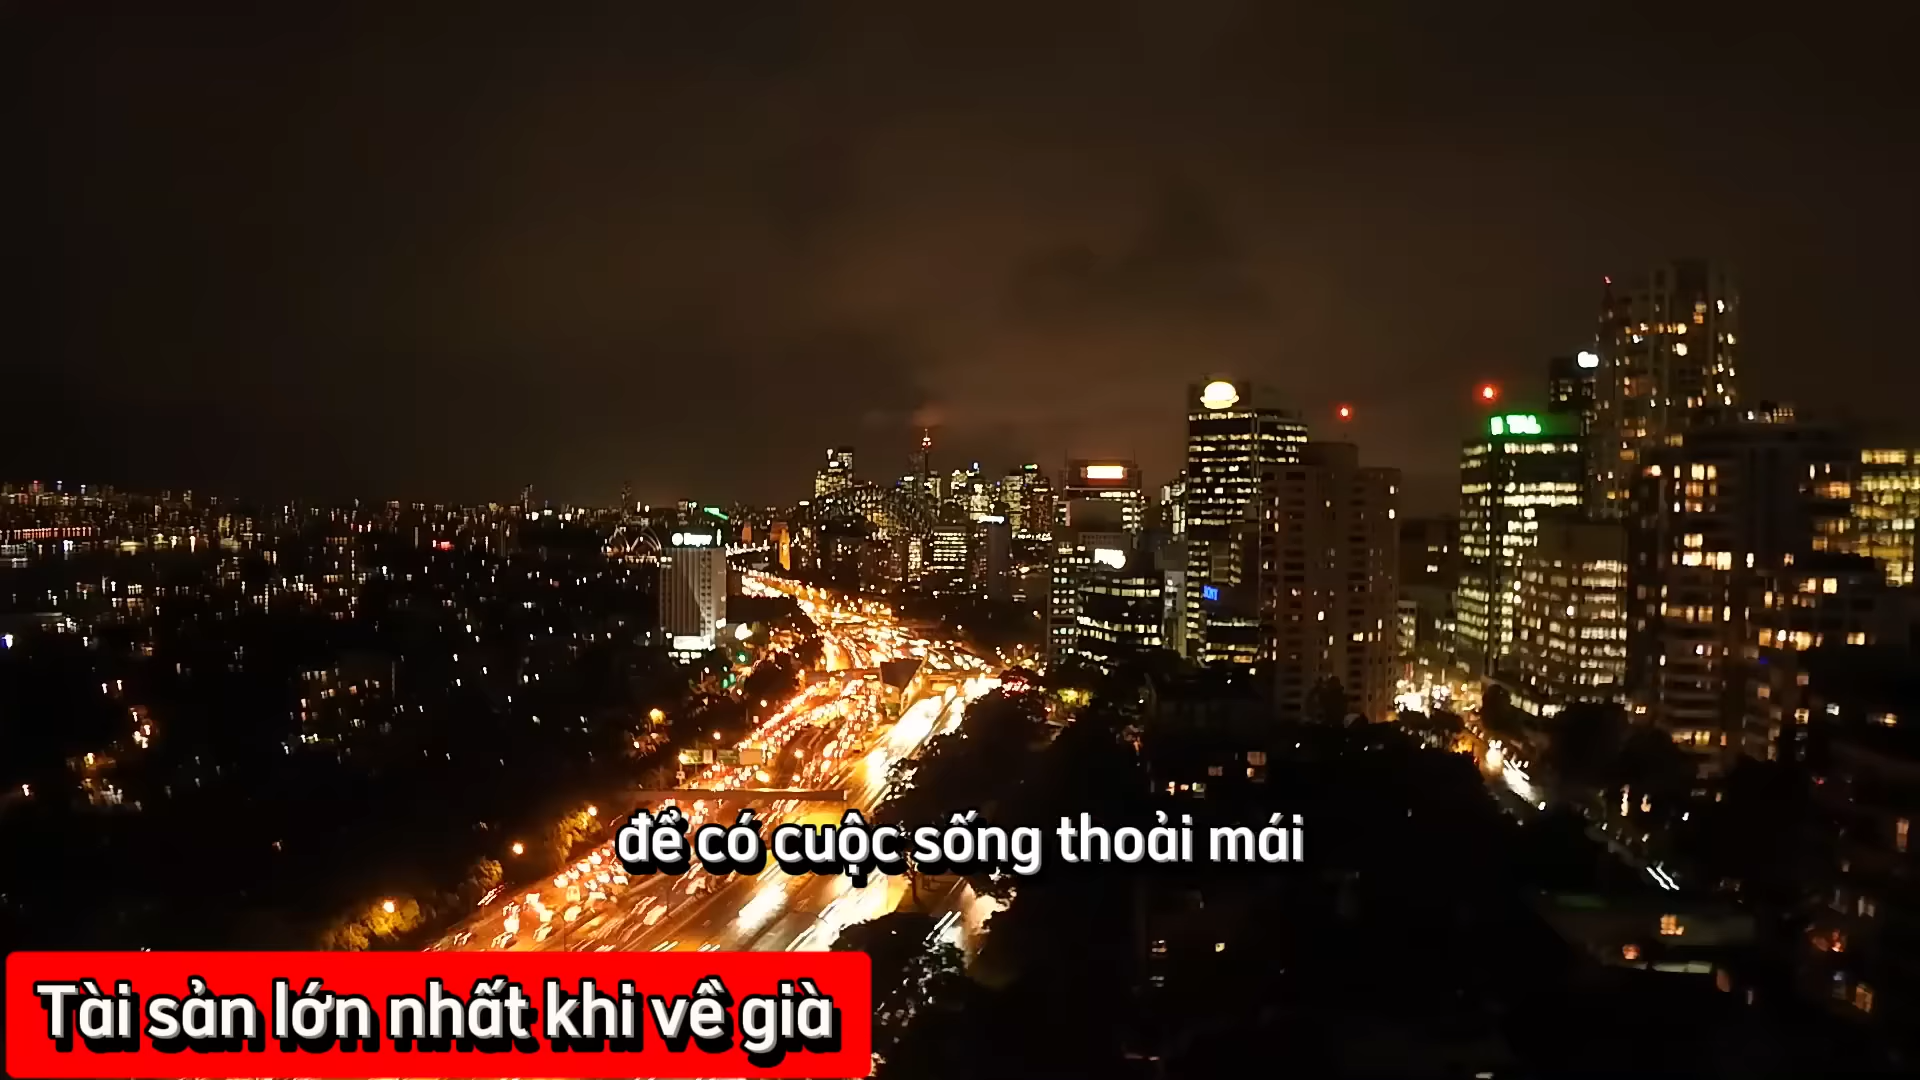 để có cuộc sống thoải mái
Tài sản lớn nhất khi về già